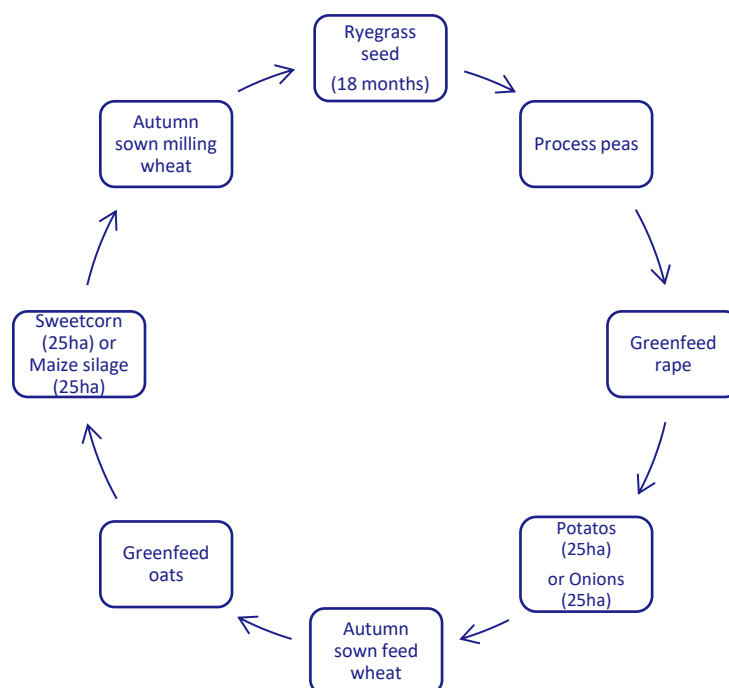 Ryegrass
seed
(18 months)
Process peas
Greenfeed
rape
Potatos
(25ha)
or Onions
(25ha)
Autumn
sown feed
wheat
Greenfeed
oats
Sweetcorn
(25ha) or
Maize silage
(25ha)
Autumn
sown milling
wheat